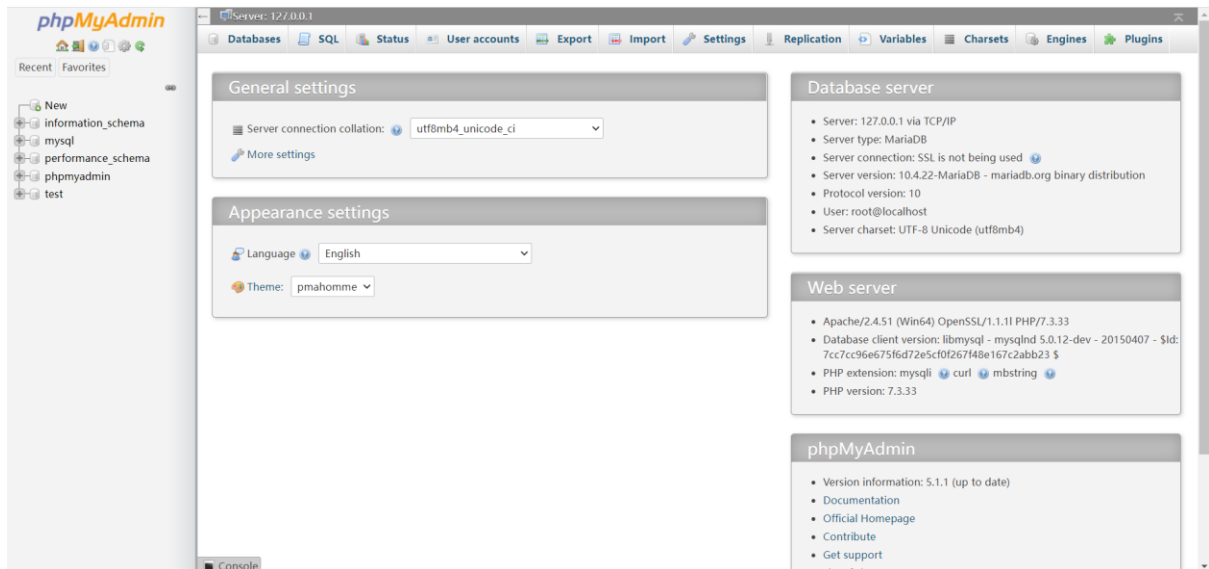 phpMyAdmin
Recent Favorites
New
information_schema
mysql
performance_schema
phpmyadmin
test
Server: 127.0.0.1
Databases SQL Status User accounts Export Import Settings Replication Variables Charsets Engines Plugins
General settings
Server connection collation: utf8mb4_unicode_ci
More settings
Appearance settings
Language English
Theme: pmahomme
Database server
Server: 127.0.0.1 via TCP/IP
Server type: MariaDB
Server connection: SSL is not being used
Server version: 10.4.22-MariaDB - mariadb.org binary distribution
Protocol version: 10
User: root@localhost
Server charset: UTF-8 Unicode (utf8mb4)
Web server
Apache/2.4.51 (Win64) OpenSSL/1.1.1l PHP/7.3.33
Database client version: libmysql - mysqlnd 5.0.12-dev - 20150407 - $Id:
7cc7cc96e675f6d72e5cf0f267f48e167c2abb23 $
PHP extension: mysqli curl mbstring
PHP version: 7.3.33
phpMyAdmin
Version information: 5.1.1 (up to date)
Documentation
Official Homepage
Contribute
Get support
Console